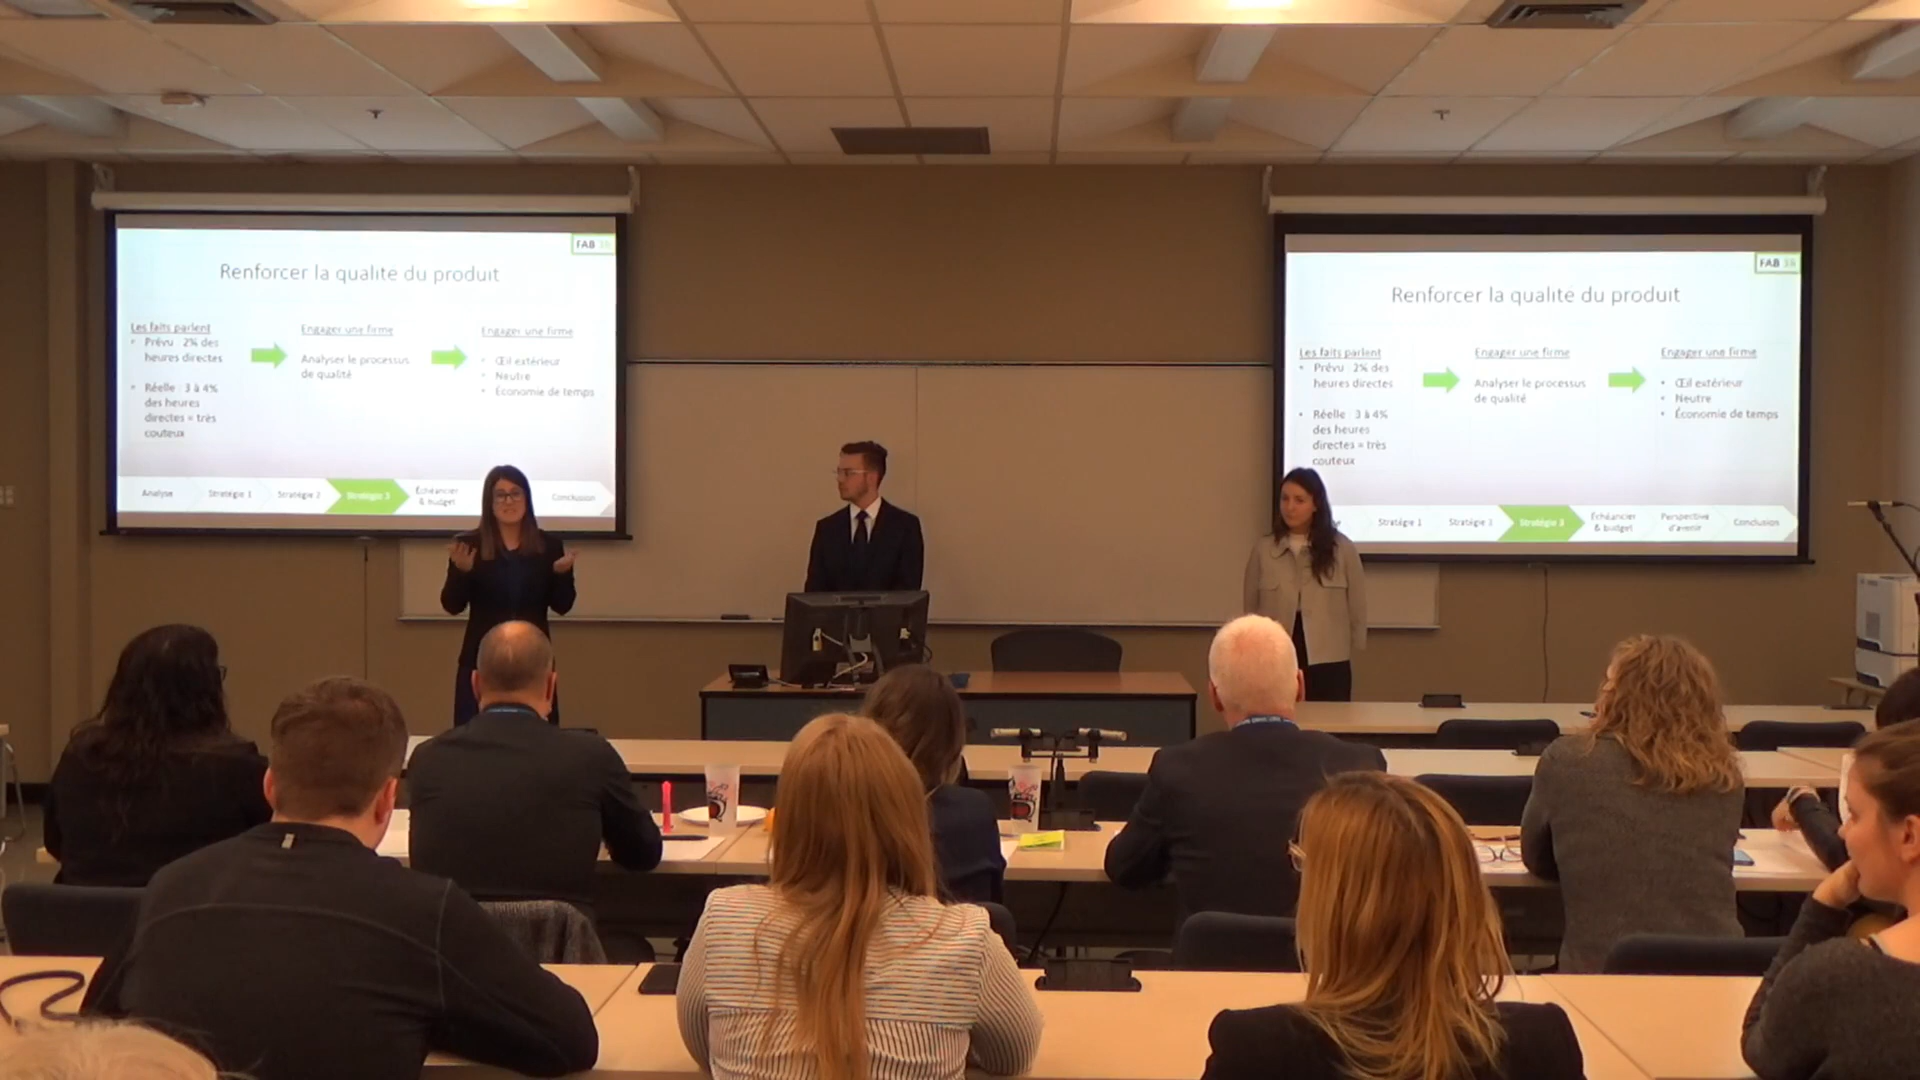 FAB 3R
Renforcer la qualité du produit
Les faits parlent
• Prévu : 2% des
heures directes
• Réelle : 3 à 4%
des heures
directes = très
couteux
Engager une firme
Analyser le processus
de qualité
Engager une firme
• Œil extérieur
• Neutre
• Économie de temps
Analyse
Stratégie 1
Stratégie 2
Stratégie 3
Échéancier
& budget
Conclusion
FAB 3R
Renforcer la qualité du produit
Les faits parlent
• Prévu : 2% des
heures directes
• Réelle : 3 à 4%
des heures
directes = très
couteux
Engager une firme
Analyser le processus
de qualité
Engager une firme
• Œil extérieur
• Neutre
• Économie de temps
Stratégie 1
Stratégie 2
Stratégie 3
Échéancier
& budget
Perspective
d'avenir
Conclusion